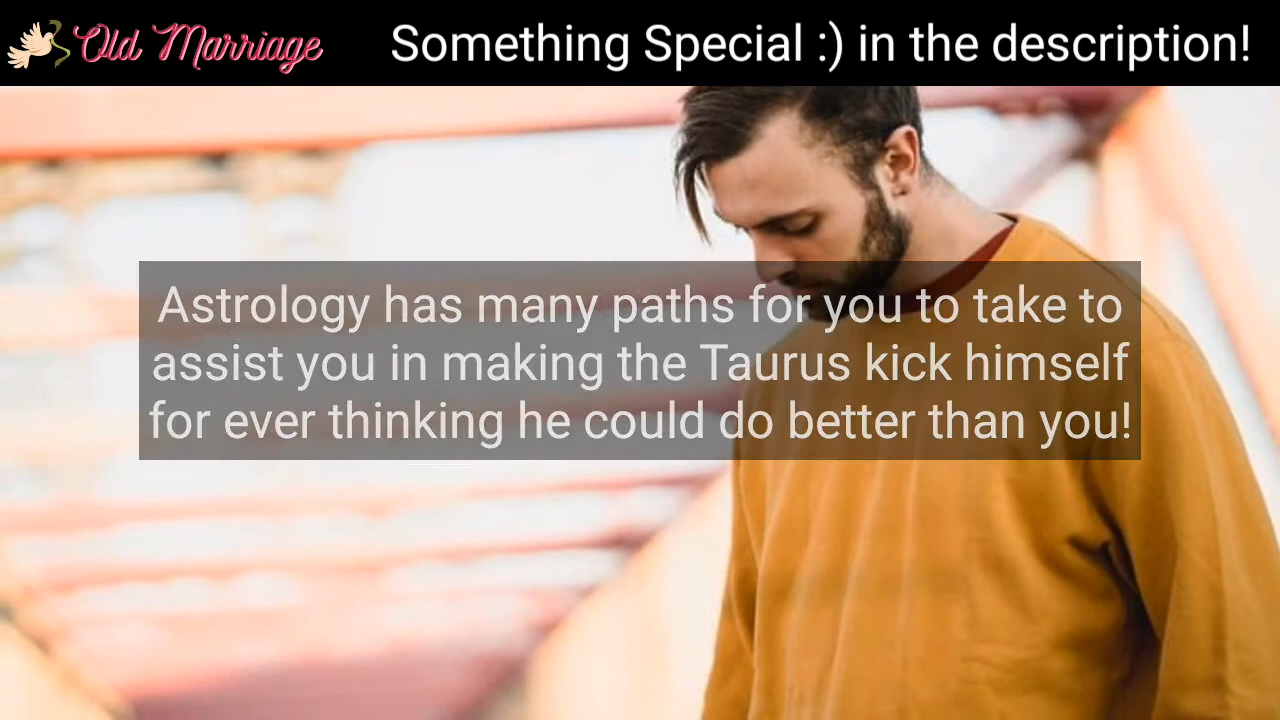 Old Marriage
Something Special :) in the description!
Astrology has many paths for you to take to
assist you in making the Taurus kick himself
for ever thinking he could do better than you!